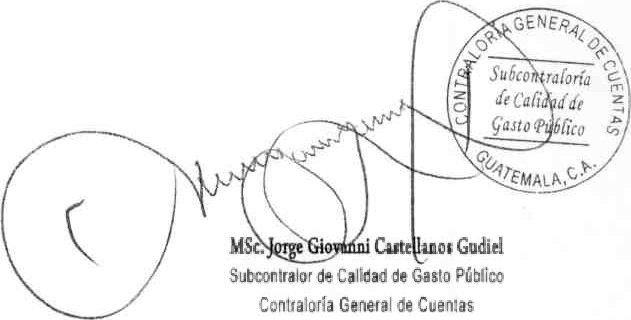 CONTRALORÍA GENERAL DE CUENTAS
Subcontraloría
de Calidad de
Gasto Público
GUATEMALA, C.A.
MSc. Jorge Giovanni Castellanos Gudiel
Subcontralor de Calidad de Gasto Público
Contraloría General de Cuentas